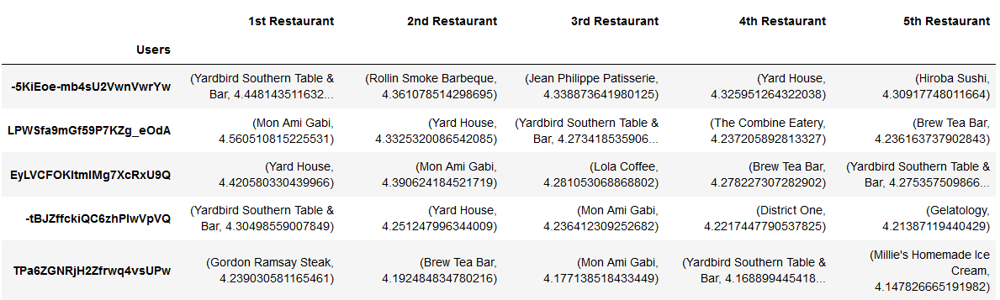 1st Restaurant 2nd Restaurant 3rd Restaurant 4th Restaurant 5th Restaurant
Users
-5KiEoe-mb4sU2VwnVwrYw (Yardbird Southern Table & Bar, 4.448143511632... (Rollin Smoke Barbeque, 4.361078514298695) (Jean Philippe Patisserie, 4.338873641980125) (Yard House, 4.325951264322038) (Hiroba Sushi, 4.30917748011664)
LPWSfa9mGf59P7KZg_eOdA (Mon Ami Gabi, 4.560510815225531) (Yard House, 4.3325320086542085) (Yardbird Southern Table & Bar, 4.273418535906... (The Combine Eatery, 4.237205892813327) (Brew Tea Bar, 4.236163737902843)
EyLVCFOKItmIMg7XcRxU9Q (Yard House, 4.420580330439966) (Mon Ami Gabi, 4.390624184521719) (Lola Coffee, 4.281053068868802) (Brew Tea Bar, 4.278227307282902) (Yardbird Southern Table & Bar, 4.275357509866...
-tBJZffckiQC6zhPIwVpVQ (Yardbird Southern Table & Bar, 4.30498559007849) (Yard House, 4.251247996344009) (Mon Ami Gabi, 4.236412309252682) (District One, 4.2217447790537825) (Gelatology, 4.21387119440429)
TPa6ZGNRjH2Zfrwq4vsUPw (Gordon Ramsay Steak, 4.239030581165461) (Brew Tea Bar, 4.192484834780216) (Mon Ami Gabi, 4.177138518433449) (Yardbird Southern Table & Bar, 4.168899445418... (Millie's Homemade Ice Cream, 4.147826665191982)